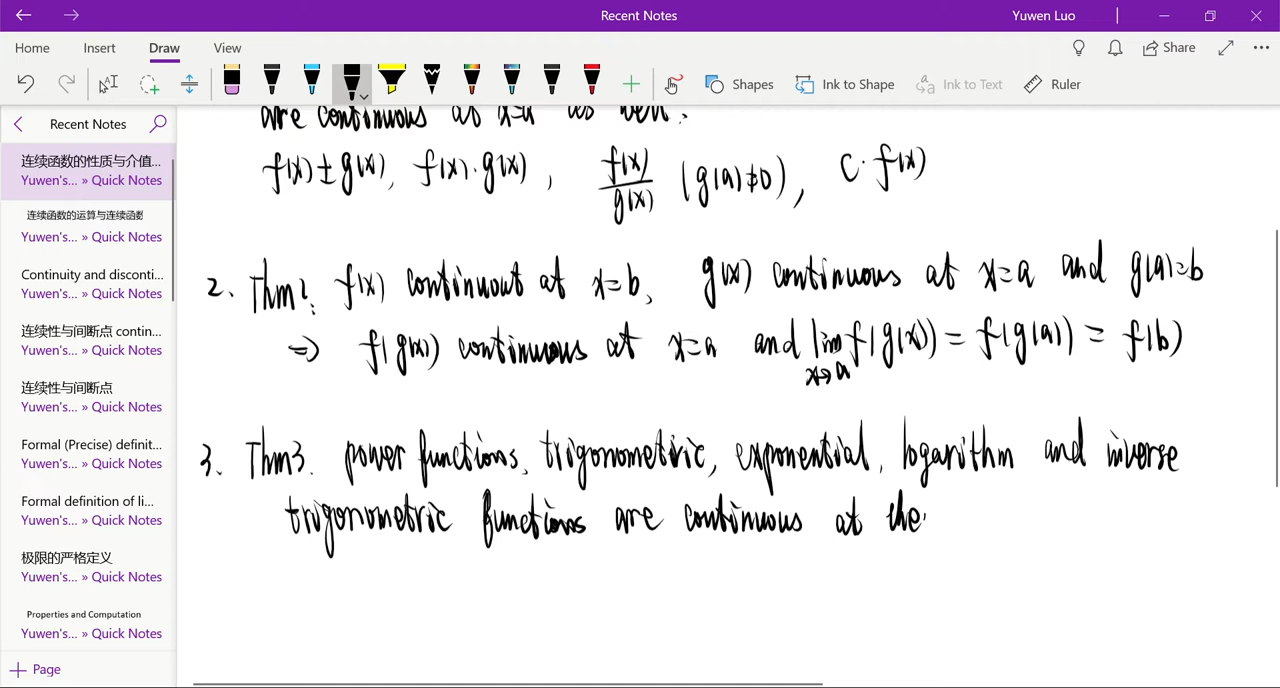 Recent Notes
Yuwen Luo
Home Insert Draw View
Share
Shapes
Ink to Shape
Ink to Text
Ruler
Recent Notes
连续函数的性质与介值...
Yuwen's... » Quick Notes
连续函数的运算与连续函数
Yuwen's... » Quick Notes
Continuity and disconti...
Yuwen's... » Quick Notes
连续性与间断点 contin...
Yuwen's... » Quick Notes
连续性与间断点
Yuwen's... » Quick Notes
Formal (Precise) definit...
Yuwen's... » Quick Notes
Formal definition of li...
Yuwen's... » Quick Notes
极限的严格定义
Yuwen's... » Quick Notes
Properties and Computation
Yuwen's... » Quick Notes
Page
are continuous at x=a as well.
f(x)±g(x), f(x)·g(x), f(x)/g(x) (g(a)≠0), C·f(x)
2. Thm2. f(x) continuout at x=b, g(x) continuous at x=a and g(a)=b
⇒ f(g(x)) continuous at x=a and lim x→a f(g(x)) = f(g(a)) = f(b)
3. Thm3. power functions, trigonometric, exponential, logarithm and inverse
trigonometric functions are continuous at the